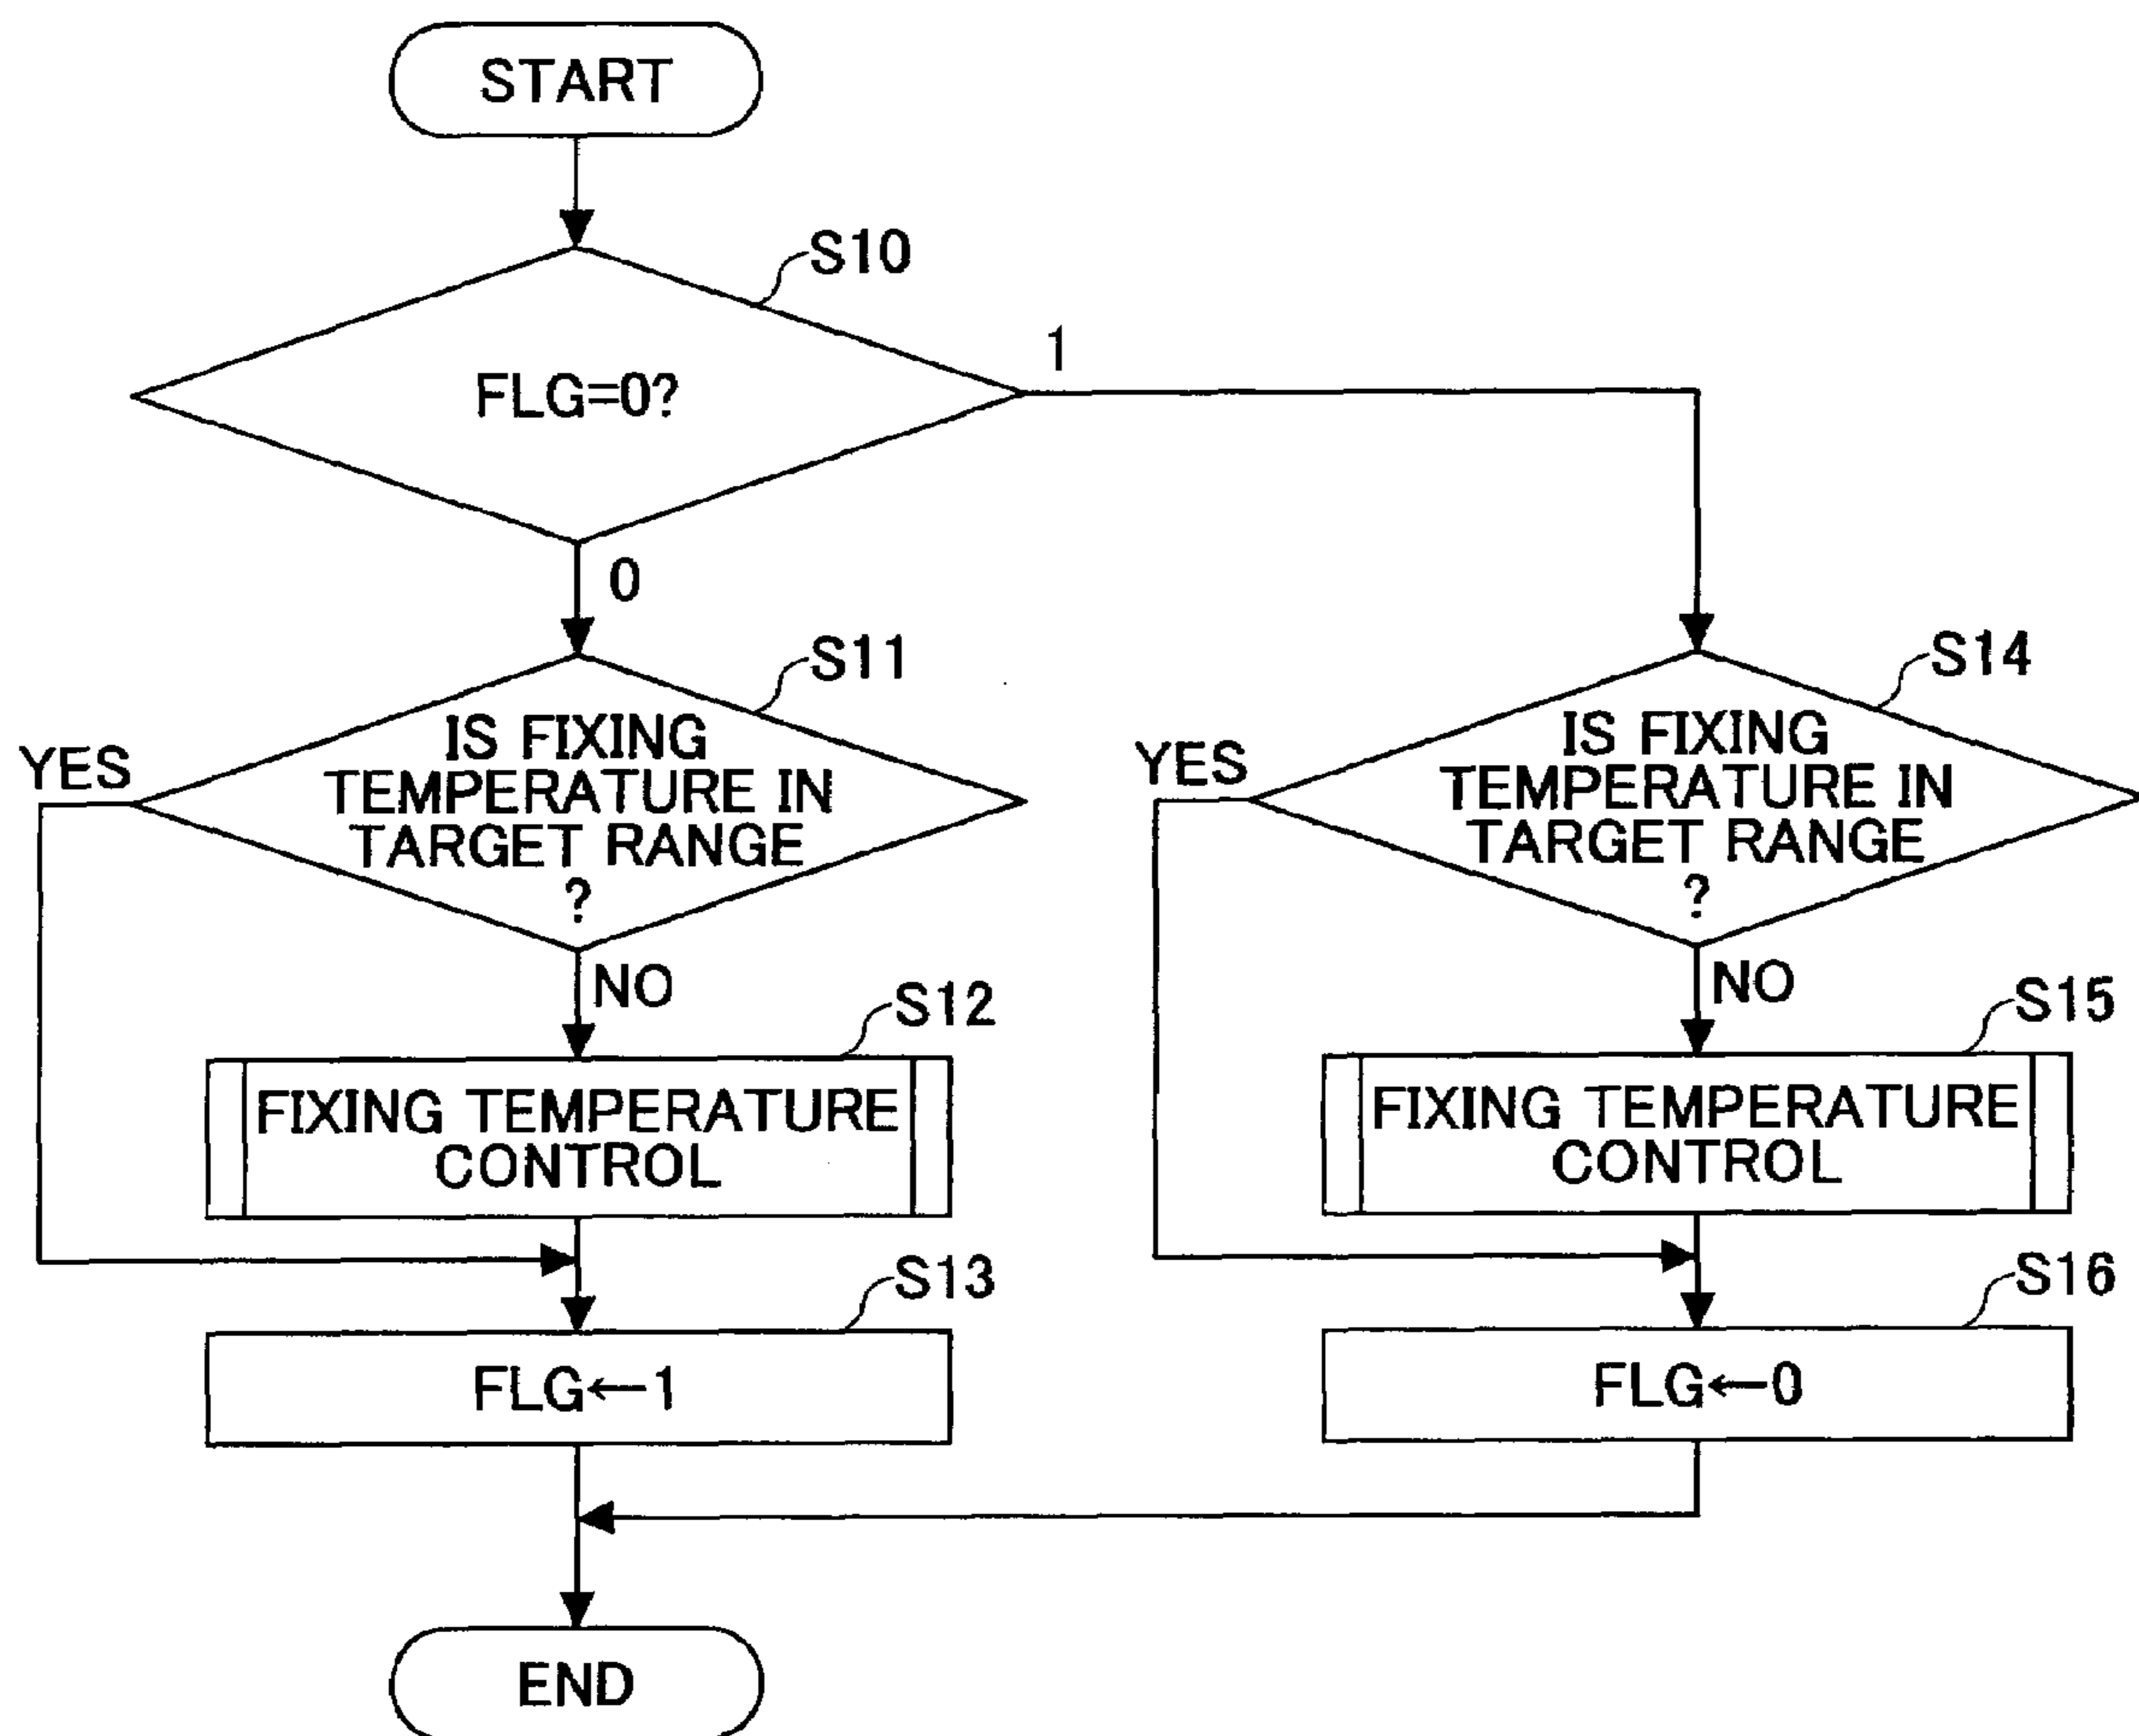 START
S10
FLG=0?
1
0
S11
IS FIXING
TEMPERATURE IN
TARGET RANGE
?
YES
NO
S12
FIXING TEMPERATURE
CONTROL
S13
FLG←1
S14
IS FIXING
TEMPERATURE IN
TARGET RANGE
?
YES
NO
S15
FIXING TEMPERATURE
CONTROL
S16
FLG←0
END